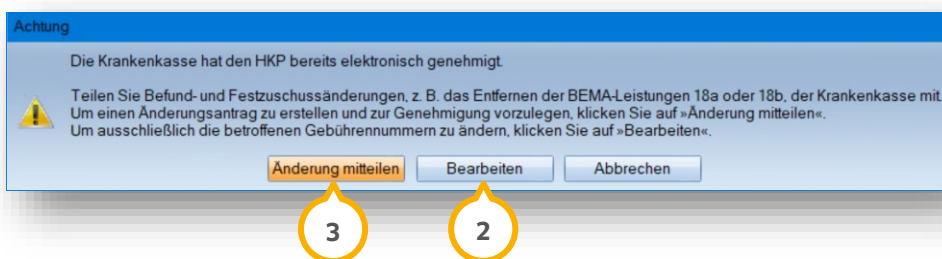 Achtung
Die Krankenkasse hat den HKP bereits elektronisch genehmigt.
Teilen Sie Befund- und Festzuschussänderungen, z. B. das Entfernen der BEMA-Leistungen 18a oder 18b, der Krankenkasse mit.
Um einen Änderungsantrag zu erstellen und zur Genehmigung vorzulegen, klicken Sie auf »Änderung mitteilen«.
Um ausschließlich die betroffenen Gebührennummern zu ändern, klicken Sie auf »Bearbeiten«.
Änderung mitteilen Bearbeiten Abbrechen
3 2